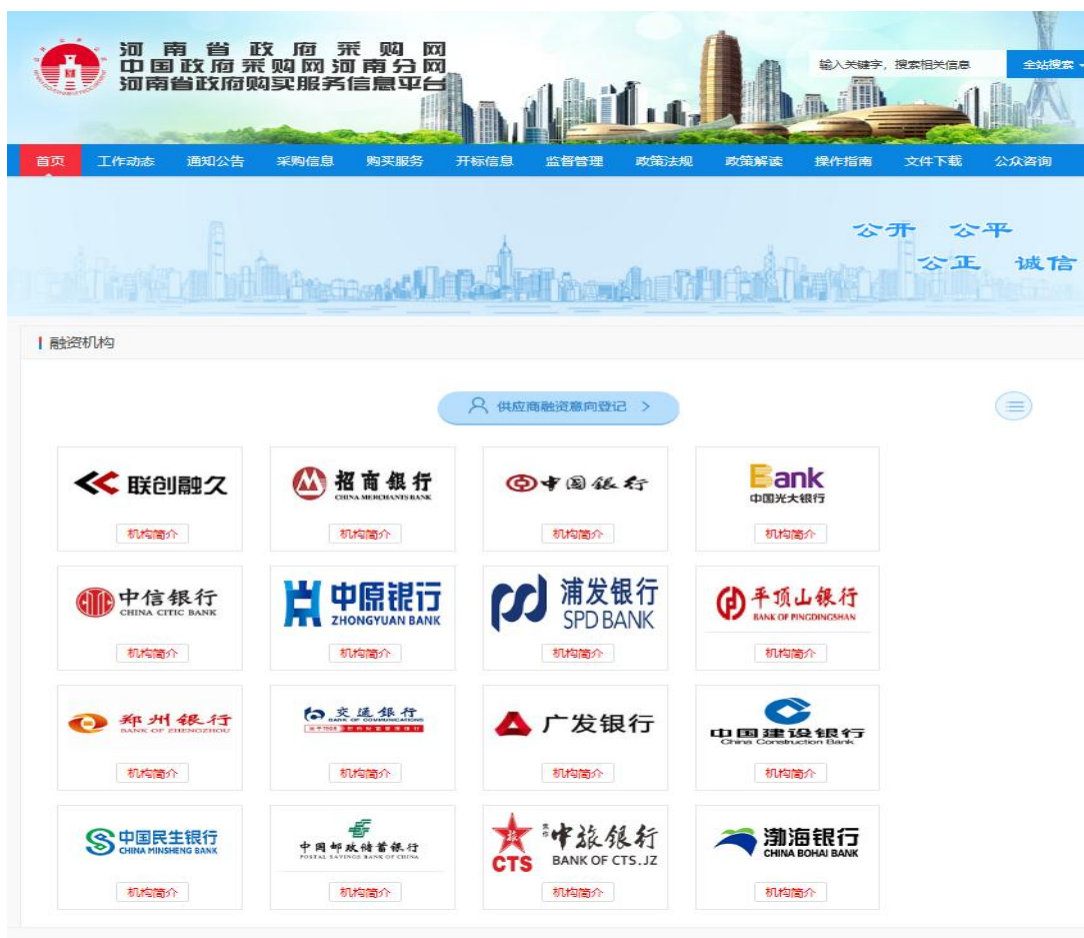 河南省政府采购网
中国政府采购网河南分网
河南省政府购买服务信息平台
输入关键字，搜索相关信息 全站搜索
首页 工作动态 通知公告 采购信息 购买服务 开标信息 监督管理 政策法规 政策解读 操作指南 文件下载 公众咨询
公开 公平
公正 诚信
融资机构
供应商融资意向登记 >
联创融久
机构简介
招商银行
CHINA MERCHANTS BANK
机构简介
中国银行
机构简介
Bank
中国光大银行
机构简介
中信银行
CHINA CITIC BANK
机构简介
中原银行
ZHONGYUAN BANK
机构简介
浦发银行
SPD BANK
机构简介
平顶山银行
BANK OF PINGDINGSHAN
机构简介
郑州银行
BANK OF ZHENGZHOU
机构简介
交通银行
BANK OF COMMUNICATIONS
机构简介
广发银行
机构简介
中国建设银行
China Construction Bank
机构简介
中国民生银行
CHINA MINSHENG BANK
机构简介
中国邮政储蓄银行
POSTAL SAVINGS BANK OF CHINA
机构简介
旅
CTS
焦作中旅银行
BANK OF CTS.JZ
机构简介
渤海银行
CHINA BOHAI BANK
机构简介